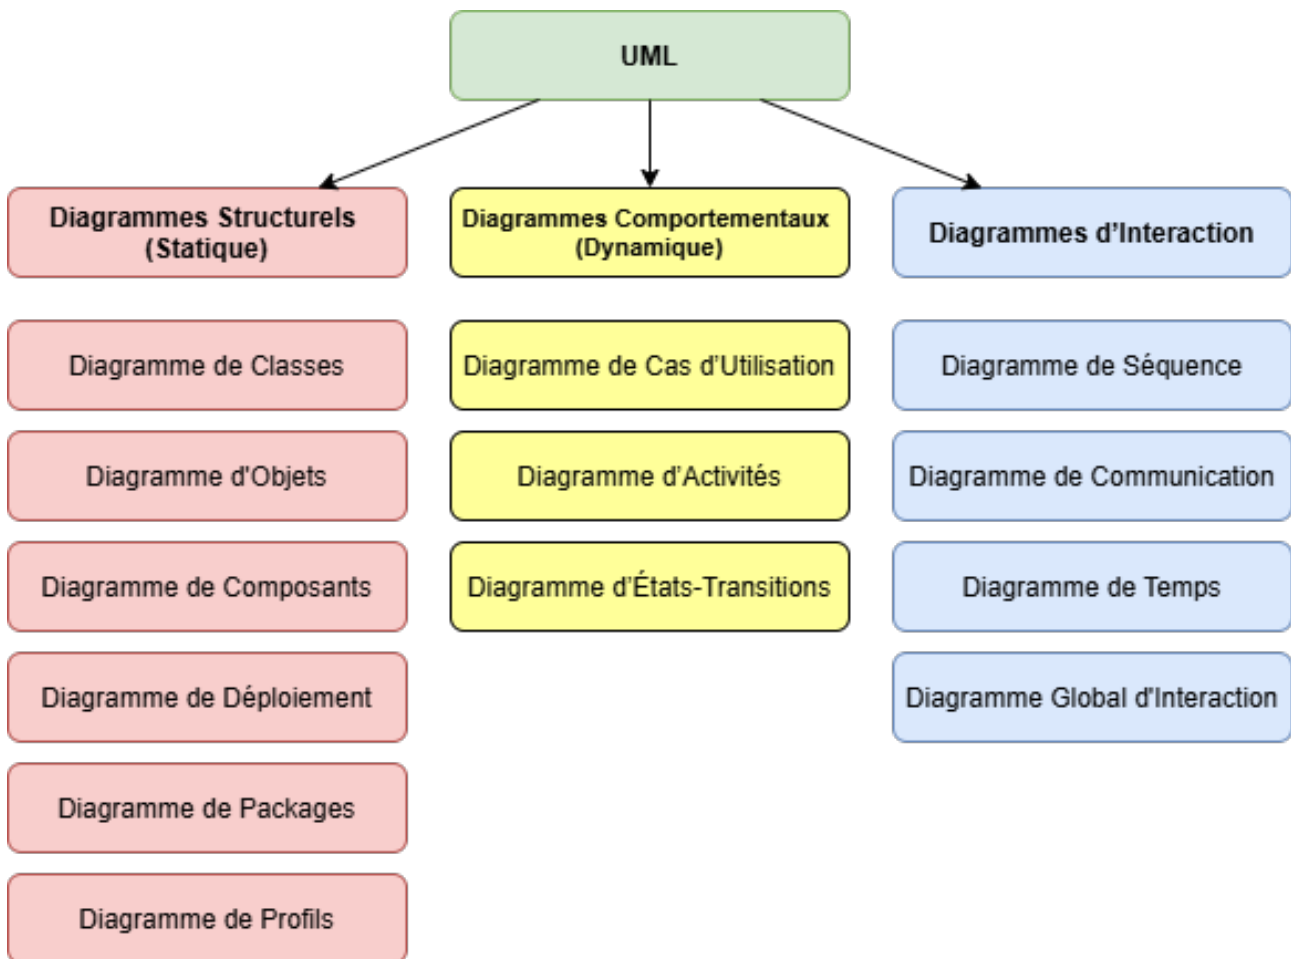 UML
Diagrammes Structurels
(Statique)
Diagrammes Comportementaux
(Dynamique)
Diagrammes d’Interaction
Diagramme de Classes
Diagramme d'Objets
Diagramme de Composants
Diagramme de Déploiement
Diagramme de Packages
Diagramme de Profils
Diagramme de Cas d’Utilisation
Diagramme d’Activités
Diagramme d’États-Transitions
Diagramme de Séquence
Diagramme de Communication
Diagramme de Temps
Diagramme Global d'Interaction